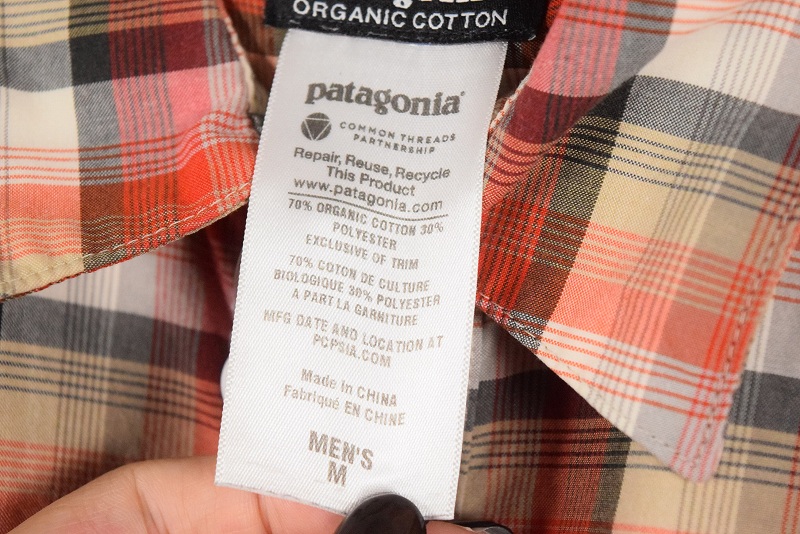 ORGANIC COTTON
patagonia®
COMMON THREADS
PARTNERSHIP
Repair, Reuse, Recycle
This Product
www.patagonia.com
70% ORGANIC COTTON 30%
POLYESTER
EXCLUSIVE OF TRIM
70% COTON DE CULTURE
BIOLOGIQUE 30% POLYESTER
À PART LA GARNITURE
MFG DATE AND LOCATION AT
PCPSIA.COM
Made in CHINA
Fabriqué EN CHINE
MEN'S
M